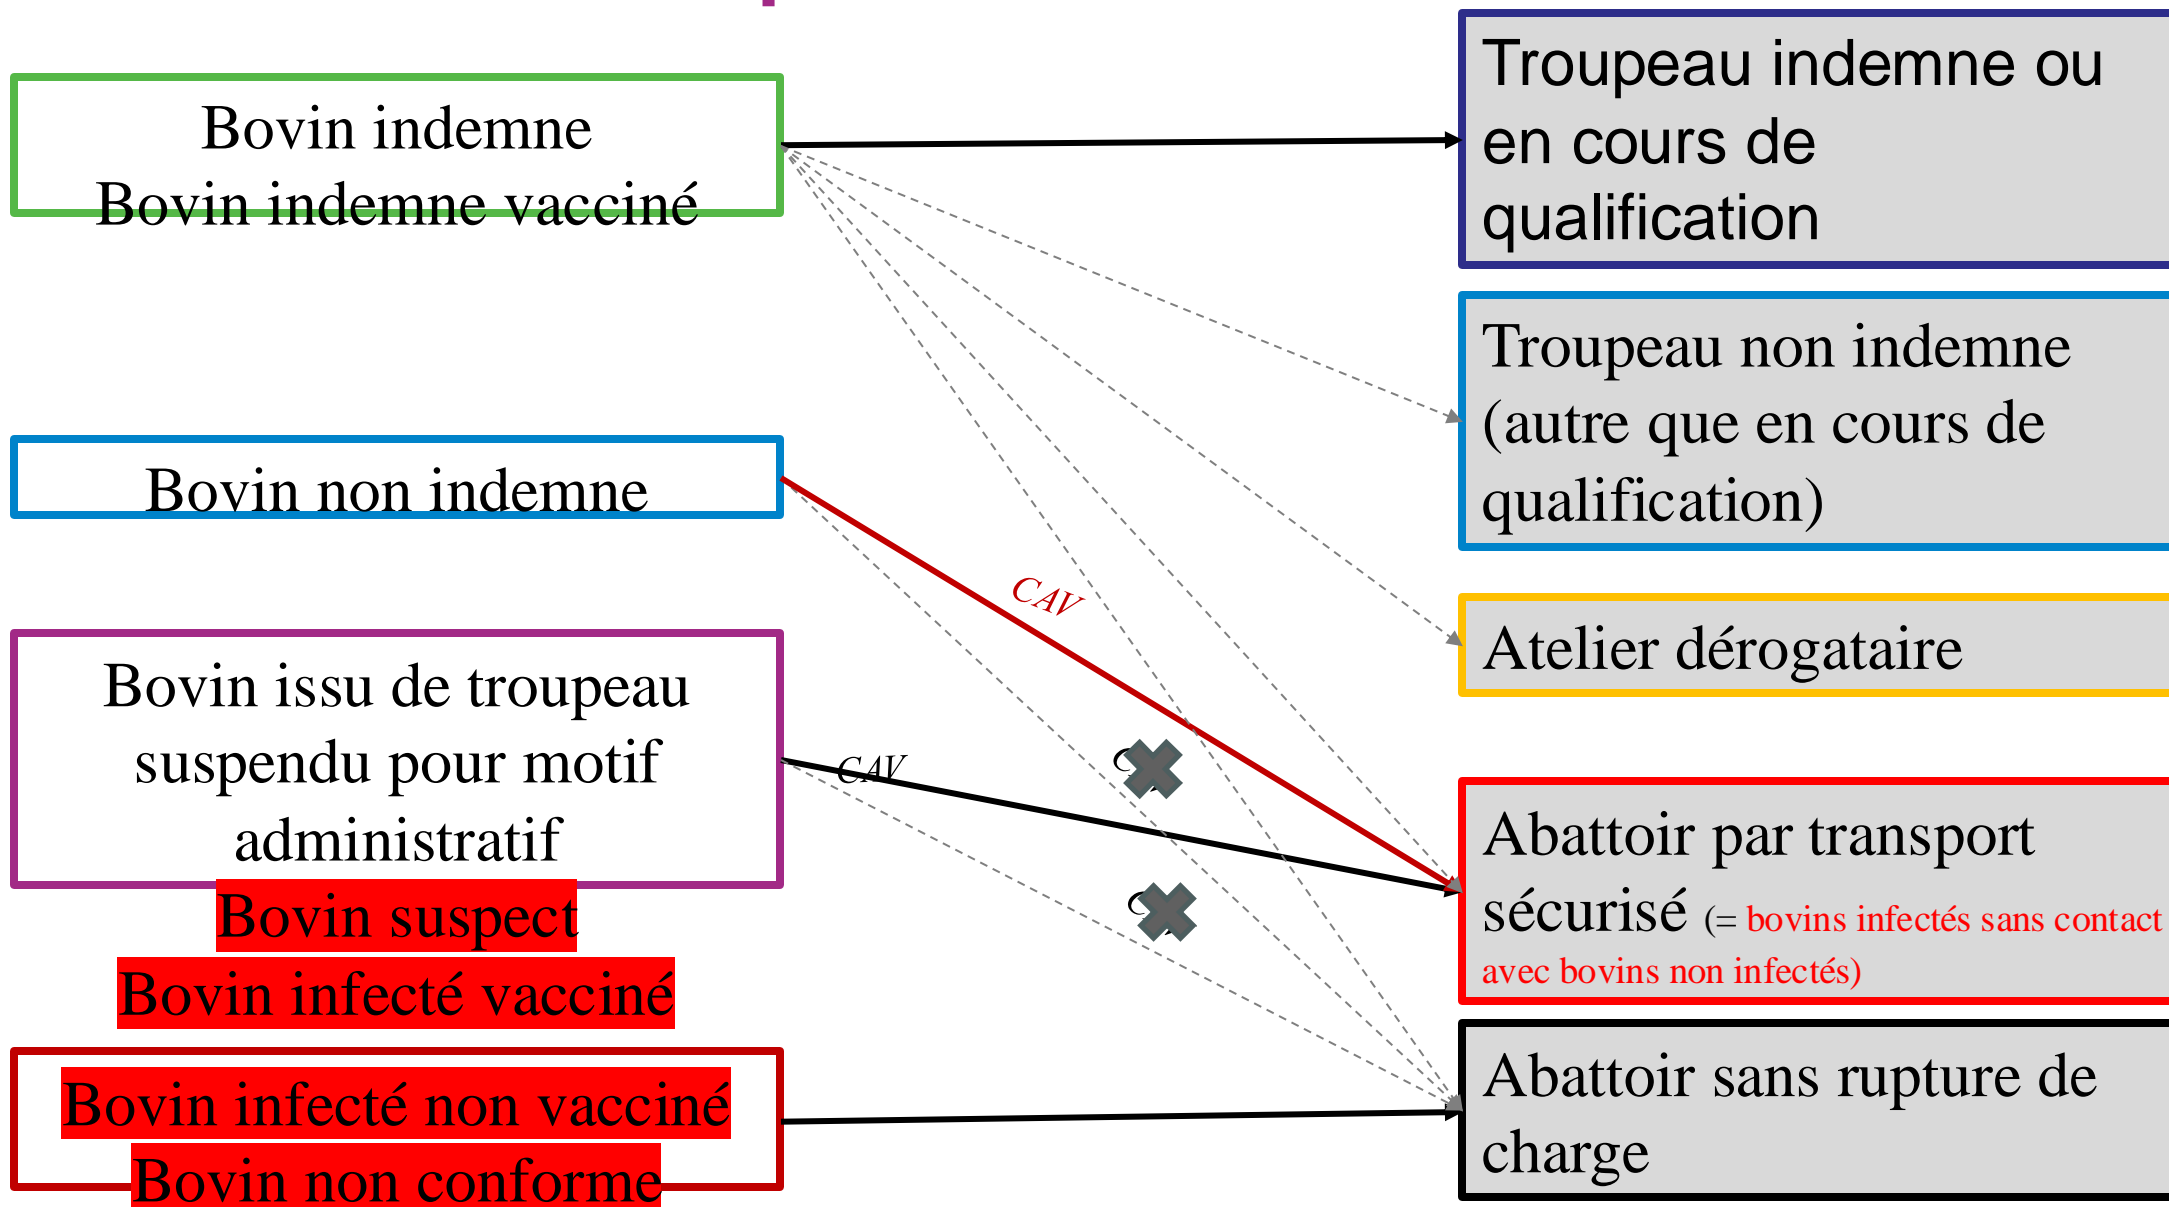 Bovin indemne
Bovin indemne vacciné
Bovin non indemne
Bovin issu de troupeau
suspendu pour motif
administratif
Bovin suspect
Bovin infecté vacciné
Bovin infecté non vacciné
Bovin non conforme
CAV
CAV
Troupeau indemne ou
en cours de
qualification
Troupeau non indemne
(autre que en cours de
qualification)
Atelier dérogataire
Abattoir par transport
sécurisé (= bovins infectés sans contact
avec bovins non infectés)
Abattoir sans rupture de
charge